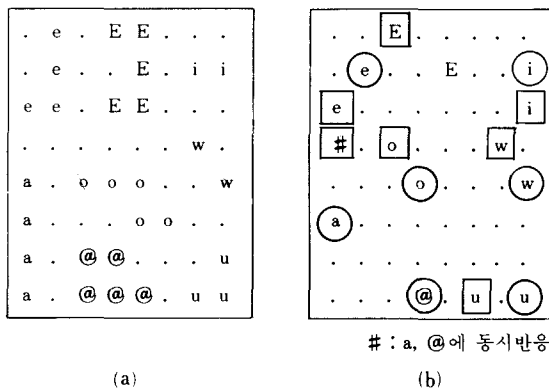 . e . E E . . .
. e . . E . i i
e e . E E . . .
. . . . . . w .
a . o o o . . w
a . . . o o . .
a . @ @ . . . u
a . @ @ @ . u u
(a)
. . E . . . . .
. e . . E . . i
e . . . . . . i
# . o . . . w .
. . . o . . . w
a . . . . . . .
. . . . . . . .
. . . @ . u . u
# : a, @에 동시반응
(b)